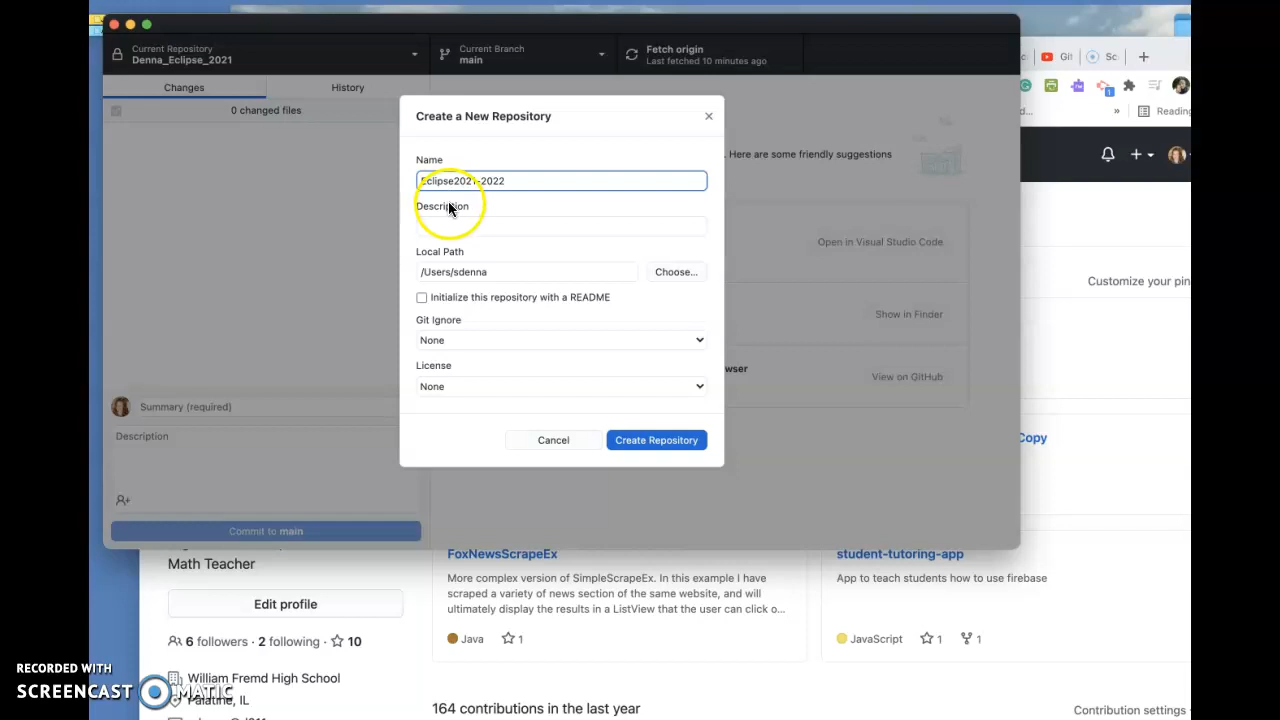 Current Repository
Denna_Eclipse_2021
Current Branch
main
Fetch origin
Last fetched 10 minutes ago
Git
Sc
Changes
History
0 changed files
Reading
Create a New Repository
. Here are some friendly suggestions
Name
Eclipse2021-2022
Description
Open in Visual Studio Code
Local Path
/Users/sdenna
Choose...
Customize your pin
Initialize this repository with a README
Show in Finder
Git Ignore
None
License
None
View on GitHub
Summary (required)
Description
Cancel
Create Repository
Copy
Commit to main
Math Teacher
FoxNewsScrapeEx
student-tutoring-app
More complex version of SimpleScrapeEx. In this example I have
scraped a variety of news section of the same website, and will
ultimately display the results in a ListView that the user can click o...
App to teach students how to use firebase
Edit profile
6 followers · 2 following · 10
Java 1
JavaScript 1 1
RECORDED WITH
SCREENCAST MATIC
William Fremd High School
Palatine, IL
164 contributions in the last year
Contribution settings